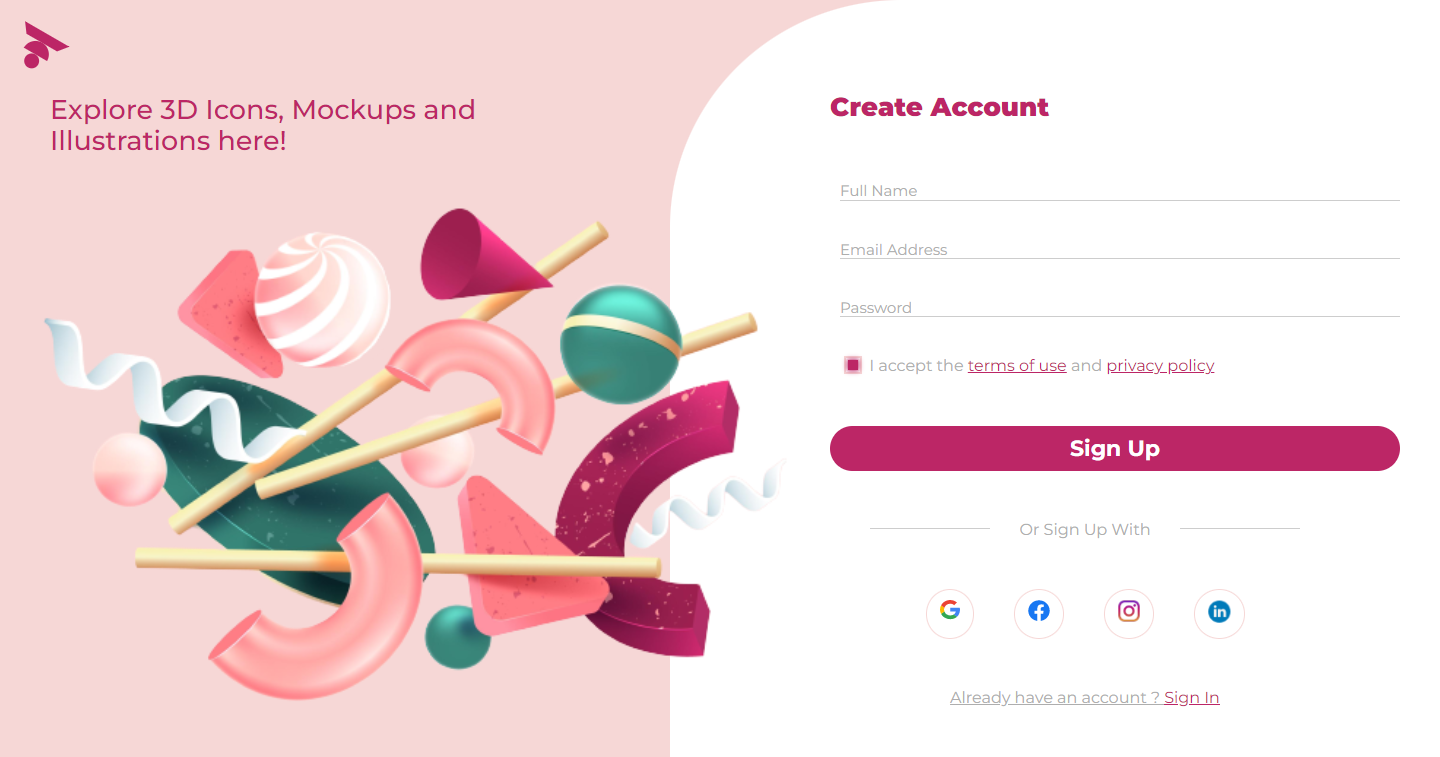 Explore 3D Icons, Mockups and
Illustrations here!
Create Account
Full Name
Email Address
Password
I accept the terms of use and privacy policy
Sign Up
Or Sign Up With
in
Already have an account ? Sign In